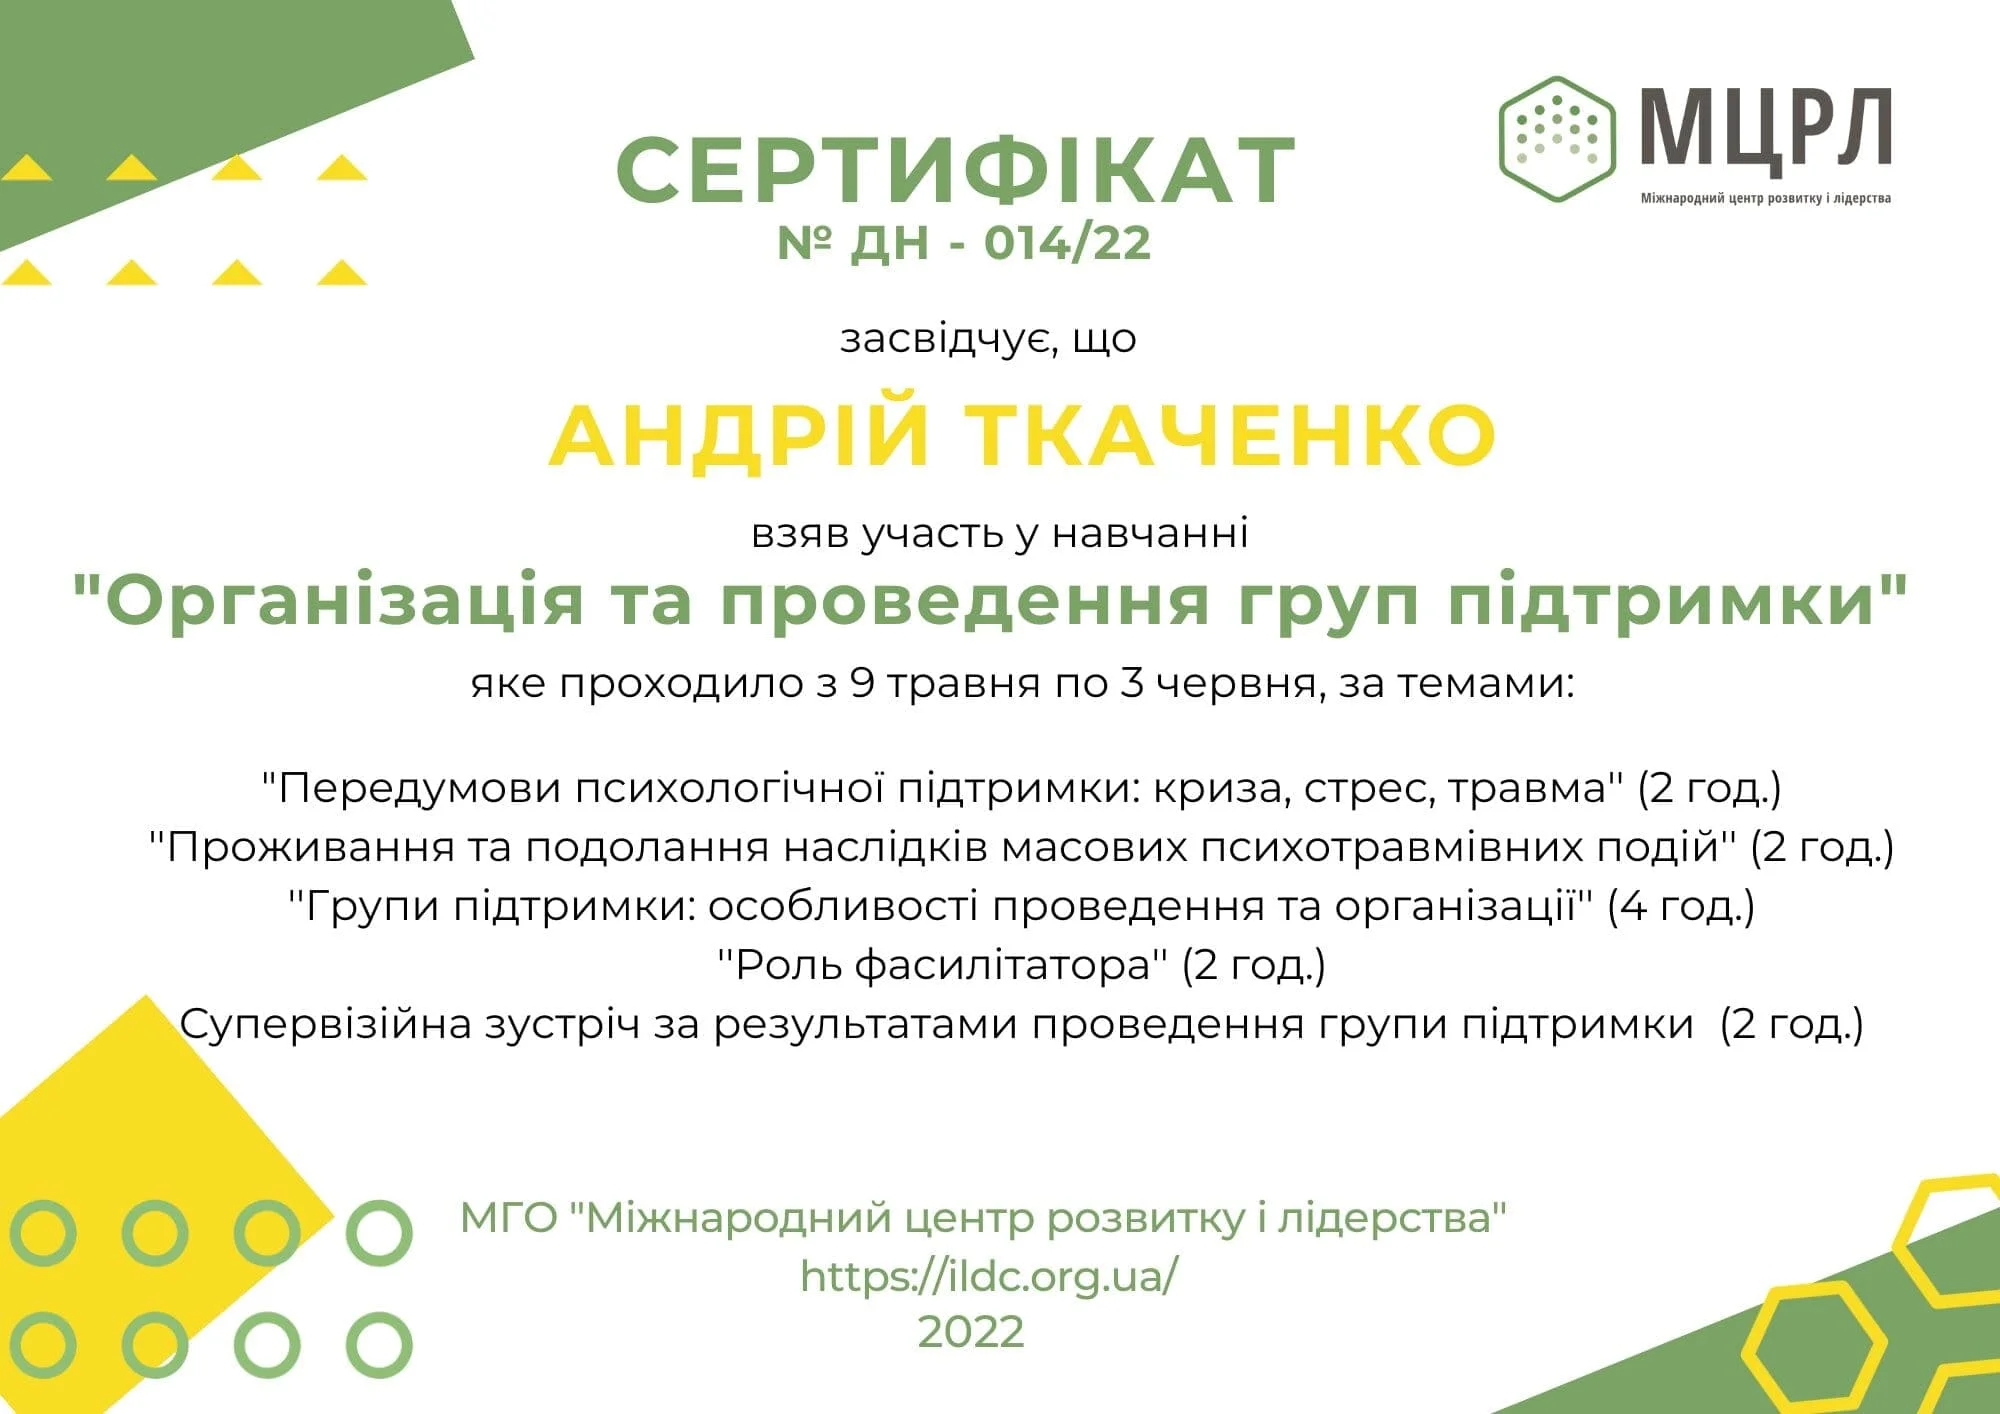 СЕРТИФІКАТ
№ ДН - 014/22
МЦРЛ
Міжнародний центр розвитку і лідерства
засвідчує, що
АНДРІЙ ТКАЧЕНКО
взяв участь у навчанні
"Організація та проведення груп підтримки"
яке проходило з 9 травня по 3 червня, за темами:
"Передумови психологічної підтримки: криза, стрес, травма" (2 год.)
"Проживання та подолання наслідків масових психотравмівних подій" (2 год.)
"Групи підтримки: особливості проведення та організації" (4 год.)
"Роль фасилітатора" (2 год.)
Супервізійна зустріч за результатами проведення групи підтримки  (2 год.)
МГО "Міжнародний центр розвитку і лідерства"
https://ildc.org.ua/
2022